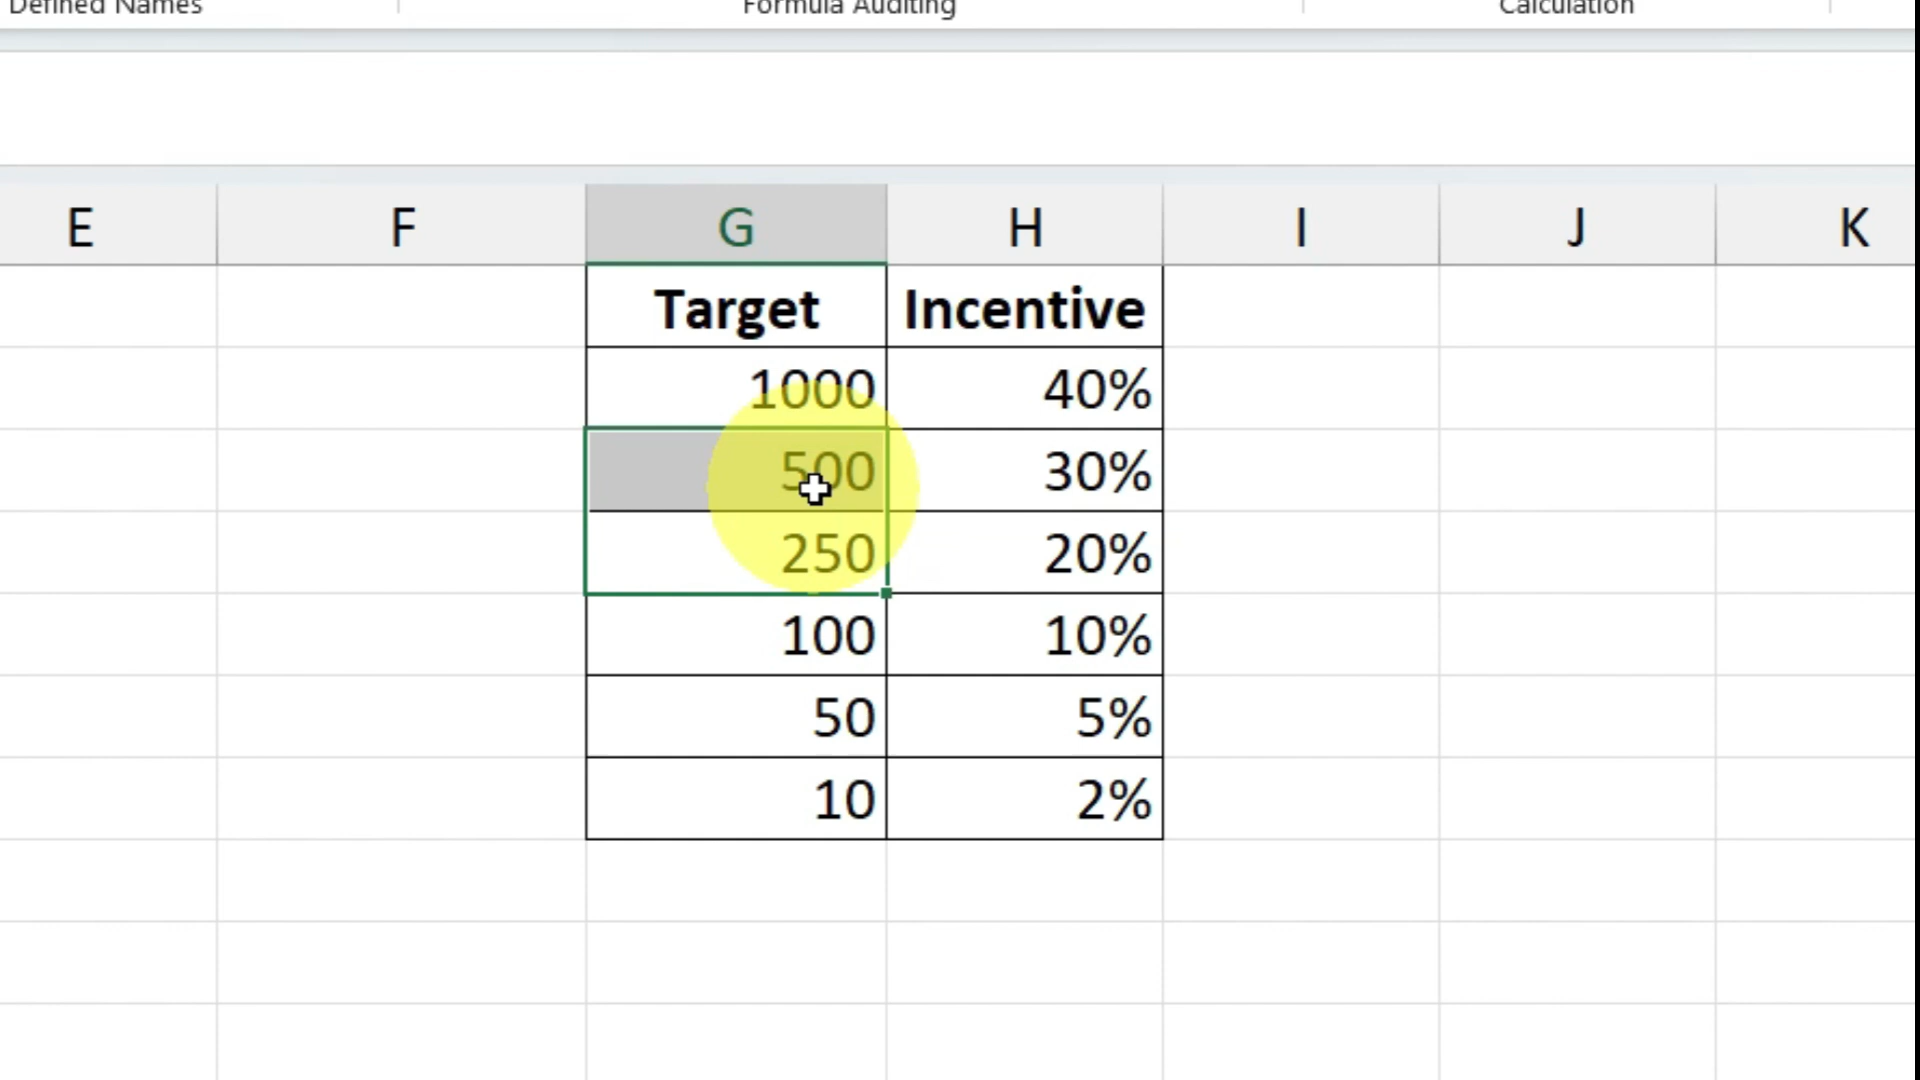 Defined Names Formula Auditing Calculation
E F G H I J K
Target Incentive
1000 40%
500 30%
250 20%
100 10%
50 5%
10 2%